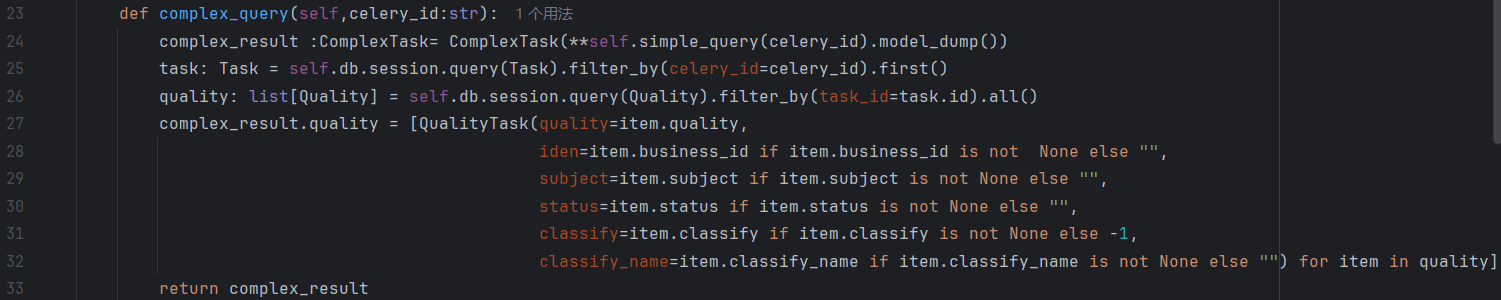 23 def complex_query(self,celery_id:str): 1个用法
24 complex_result :ComplexTask= ComplexTask(**self.simple_query(celery_id).model_dump())
25 task: Task = self.db.session.query(Task).filter_by(celery_id=celery_id).first()
26 quality: list[Quality] = self.db.session.query(Quality).filter_by(task_id=task.id).all()
27 complex_result.quality = [QualityTask(quality=item.quality,
28 iden=item.business_id if item.business_id is not  None else "",
29 subject=item.subject if item.subject is not None else "",
30 status=item.status if item.status is not None else "",
31 classify=item.classify if item.classify is not None else -1,
32 classify_name=item.classify_name if item.classify_name is not None else "") for item in quality]
33 return complex_result